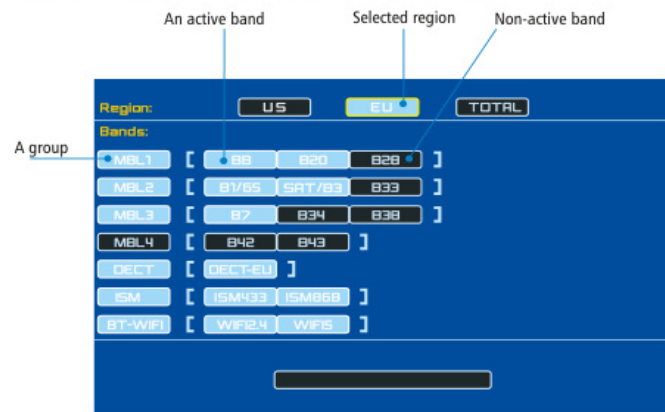 An active band Selected region Non-active band
Region: US EU TOTAL
Bands:
A group
MBL1 [ B8 B20 B28 ]
MBL2 [ B1/65 SAT/B3 B33 ]
MBL3 [ B7 B34 B38 ]
MBL4 [ B42 B43 ]
DECT [ DECT-EU ]
ISM [ ISM433 ISM868 ]
BT-WIFI [ WIFI2.4 WIFI5 ]